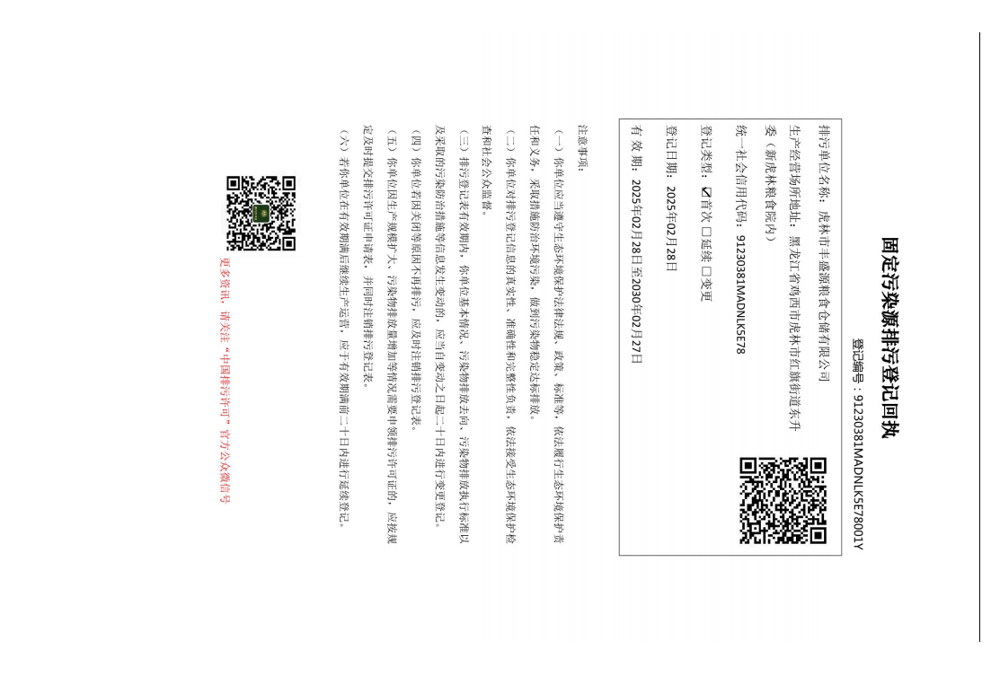 固定污染源排污登记回执
登记编号：91230381MADNLK5E78001Y
排污单位名称：虎林市丰盛源粮食仓储有限公司
生产经营场所地址：黑龙江省鸡西市虎林市红旗街道东升
委（新虎林粮食院内）
统一社会信用代码：91230381MADNLK5E78
登记类型：☑首次 □延续 □变更
登记日期：2025年02月28日
有 效 期：2025年02月28日至2030年02月27日
注意事项：
（一）你单位应当遵守生态环境保护法律法规、政策、标准等，依法履行生态环境保护责
任和义务，采取措施防治环境污染，做到污染物稳定达标排放。
（二）你单位对排污登记信息的真实性、准确性和完整性负责，依法接受生态环境保护检
查和社会公众监督。
（三）排污登记表有效期内，你单位基本情况、污染物排放去向、污染物排放执行标准以
及采取的污染防治措施等信息发生变动的，应当自变动之日起二十日内进行变更登记。
（四）你单位若因关闭等原因不再排污，应及时注销排污登记表。
（五）你单位因生产规模扩大、污染物排放量增加等情况需要申领排污许可证的，应按规
定及时提交排污许可证申请表，并同时注销排污登记表。
（六）若你单位在有效期满后继续生产运营，应于有效期满前二十日内进行延续登记。
更多资讯，请关注“中国排污许可”官方公众微信号